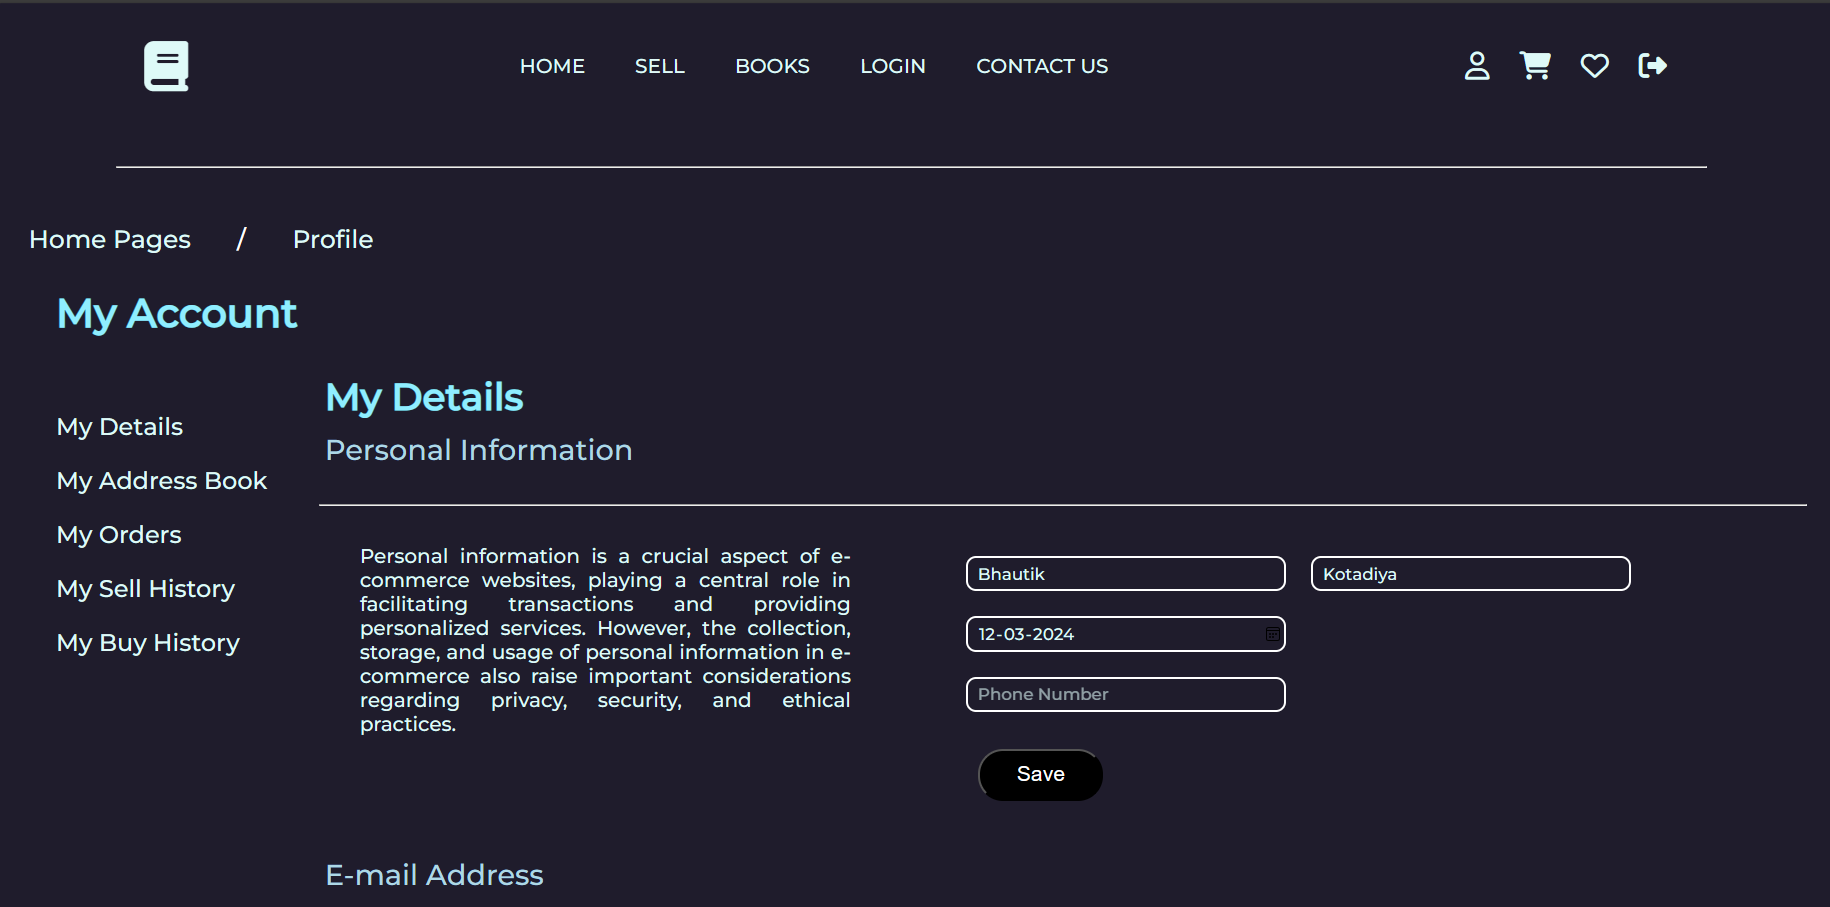 HOME SELL BOOKS LOGIN CONTACT US
Home Pages / Profile
My Account
My Details
My Address Book
My Orders
My Sell History
My Buy History
My Details
Personal Information
Personal information is a crucial aspect of e-
commerce websites, playing a central role in
facilitating transactions and providing
personalized services. However, the collection,
storage, and usage of personal information in e-
commerce also raise important considerations
regarding privacy, security, and ethical
practices.
Bhautik Kotadiya
12-03-2024
Phone Number
Save
E-mail Address